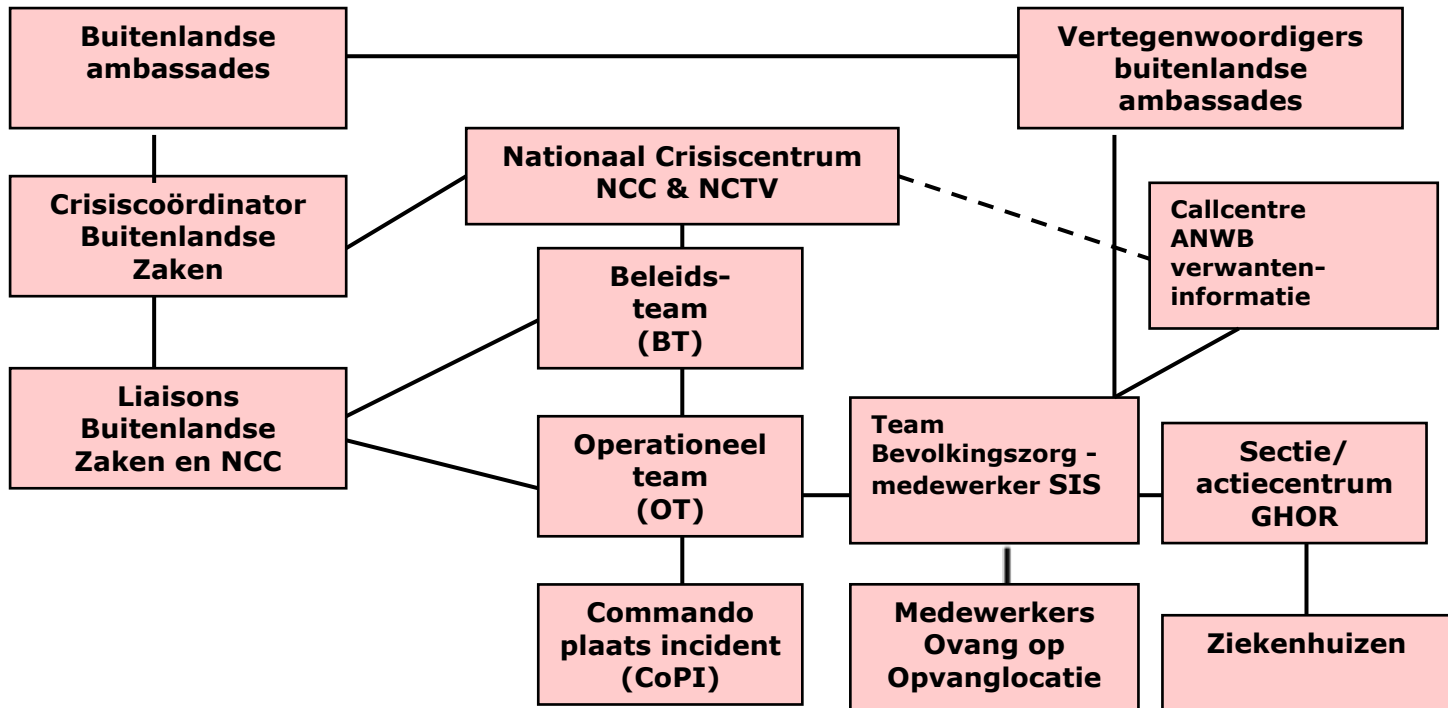 Buitenlandse
ambassades
Vertegenwoordigers
buitenlandse
ambassades
Nationaal Crisiscentrum
NCC & NCTV
Crisiscoördinator
Buitenlandse
Zaken
Callcentre
ANWB
verwanten-
informatie
Beleids-
team
(BT)
Liaisons
Buitenlandse
Zaken en NCC
Operationeel
team
(OT)
Team
Bevolkingszorg -
medewerker SIS
Sectie/
actiecentrum
GHOR
Commando
plaats incident
(CoPI)
Medewerkers
Ovang op
Opvanglocatie
Ziekenhuizen